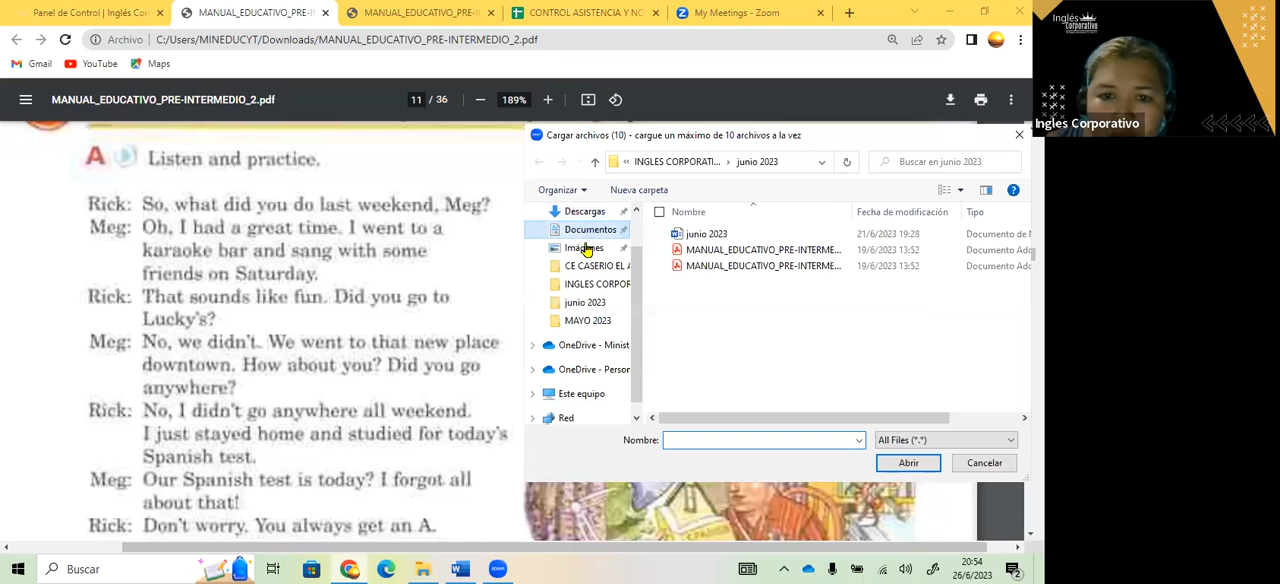 Panel de Control | Inglés Co
MANUAL_EDUCATIVO_PRE-I
MANUAL_EDUCATIVO_PRE-I
CONTROL ASISTENCIA Y NO
My Meetings - Zoom
Archivo
C:/Users/MINEDUCYT/Downloads/MANUAL_EDUCATIVO_PRE-INTERMEDIO_2.pdf
Gmail
YouTube
Maps
MANUAL_EDUCATIVO_PRE-INTERMEDIO_2.pdf
11 / 36
189%
A Listen and practice.
Rick: So, what did you do last weekend, Meg?
Meg: Oh, I had a great time. I went to a
karaoke bar and sang with some
friends on Saturday.
Rick: That sounds like fun. Did you go to
Lucky's?
Meg: No, we didn't. We went to that new place
downtown. How about you? Did you go
anywhere?
Rick: No, I didn't go anywhere all weekend.
I just stayed home and studied for today's
Spanish test.
Meg: Our Spanish test is today? I forgot all
about that!
Rick: Don't worry. You always get an A.
Cargar archivos (10) - cargue un máximo de 10 archivos a la vez
INGLES CORPORATI... › junio 2023
Buscar en junio 2023
Organizar
Nueva carpeta
Descargas
Documentos
Imágenes
CE CASERIO EL A
INGLES CORPOR
junio 2023
MAYO 2023
OneDrive - Minist
OneDrive - Person
Este equipo
Red
Nombre
Fecha de modificación
Tipo
junio 2023
21/6/2023 19:28
Documento de M
MANUAL_EDUCATIVO_PRE-INTERME...
19/6/2023 13:52
Documento Ado
MANUAL_EDUCATIVO_PRE-INTERME...
19/6/2023 13:52
Documento Ado
Nombre:
All Files (*.*)
Abrir
Cancelar
Inglés
Corporativo
Ingles Corporativo
Buscar
20:54
26/6/2023
2